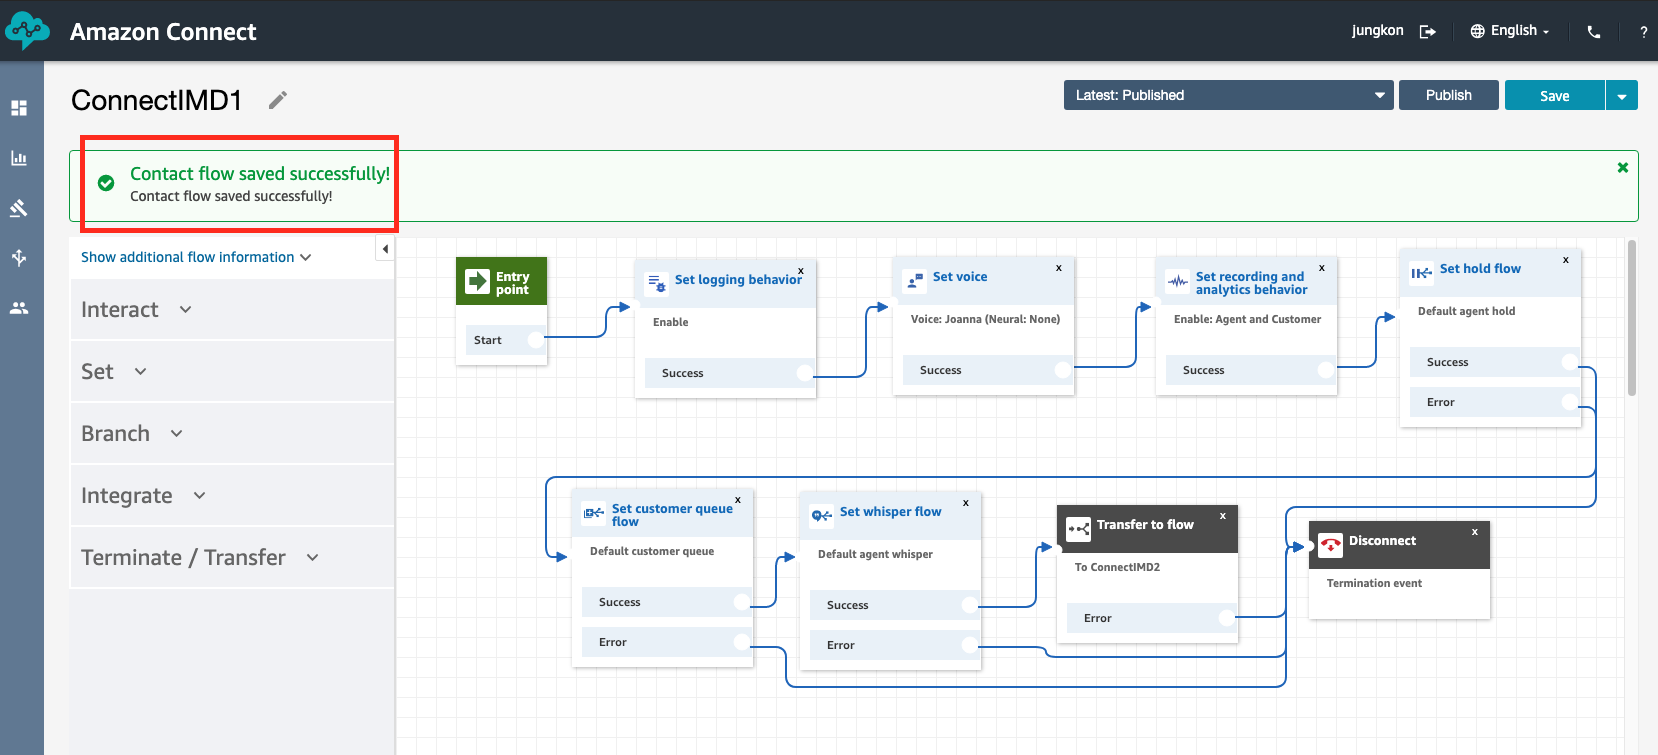 Amazon Connect
jungkon
English
?
ConnectIMD1
Latest: Published
Publish
Save
Contact flow saved successfully!
Contact flow saved successfully!
Show additional flow information
Interact
Set
Branch
Integrate
Terminate / Transfer
Entry
point
Start
Set logging behavior
x
Enable
Success
Set voice
x
Voice: Joanna (Neural: None)
Success
Set recording and
analytics behavior
x
Enable: Agent and Customer
Success
Set hold flow
x
Default agent hold
Success
Error
Set customer queue
flow
x
Default customer queue
Success
Error
Set whisper flow
x
Default agent whisper
Success
Error
Transfer to flow
x
To ConnectIMD2
Error
Disconnect
x
Termination event